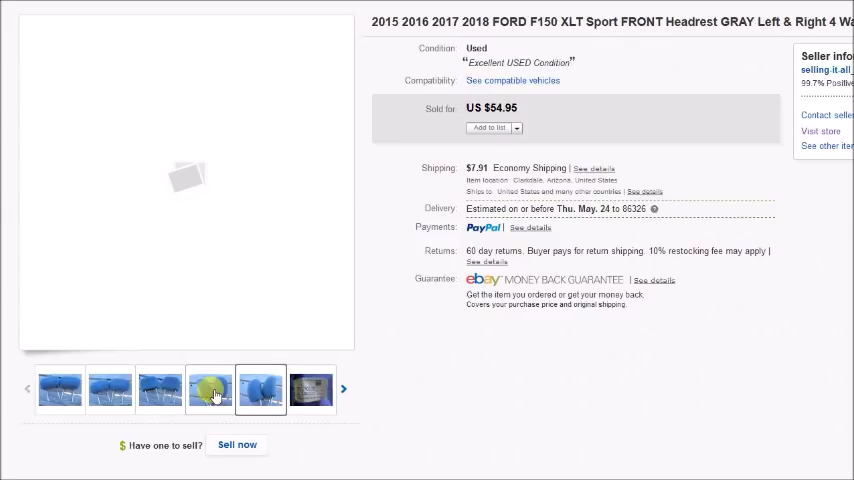 2015 2016 2017 2018 FORD F150 XLT Sport FRONT Headrest GRAY Left & Right 4 Wa
Condition: Used
"Excellent USED Condition"
Compatibility: See compatible vehicles
Sold for: US $54.95
Add to list
Shipping: $7.91 Economy Shipping | See details
Item location Clarkdale, Arizona, United States
Ships to United States and many other countries | See details
Delivery: Estimated on or before Thu. May. 24 to 86326
Payments: PayPal | See details
Returns: 60 day returns. Buyer pays for return shipping. 10% restocking fee may apply |
See details
Guarantee: ebay MONEY BACK GUARANTEE | See details
Get the item you ordered or get your money back.
Covers your purchase price and original shipping.
Seller info
selling-it-all_
99.7% Positive
Contact seller
Visit store
See other item
$ Have one to sell? Sell now